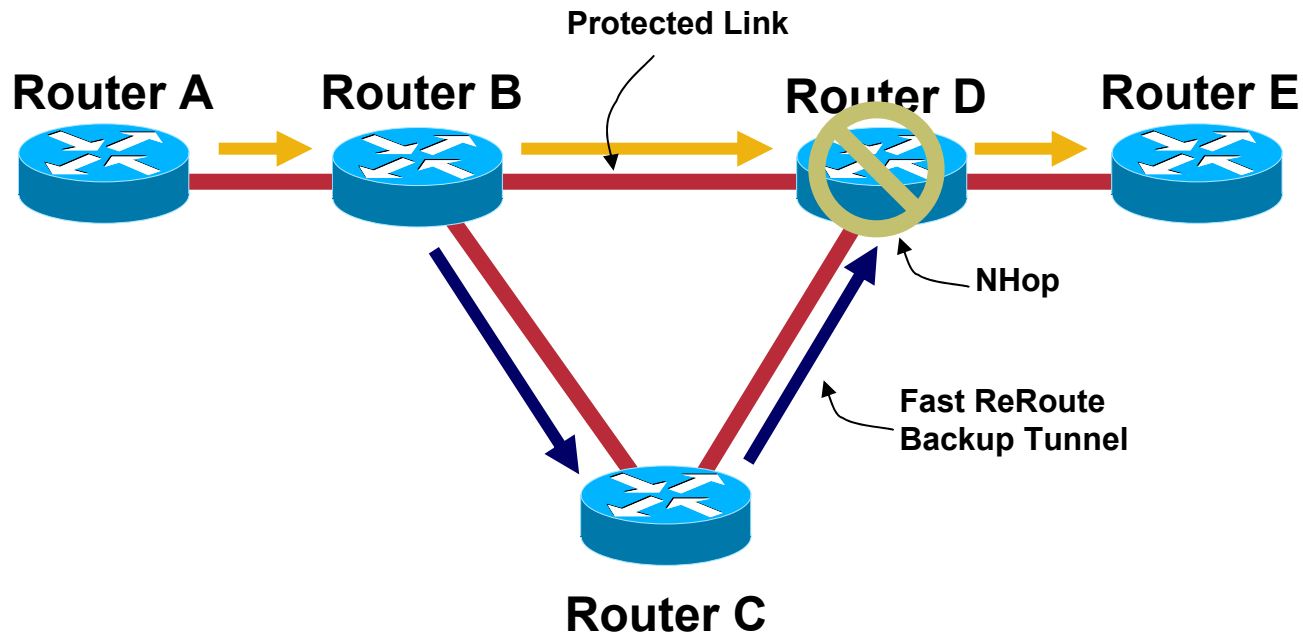 Protected Link
Router A
Router B
Router D
Router E
NHop
Fast ReRoute
Backup Tunnel
Router C